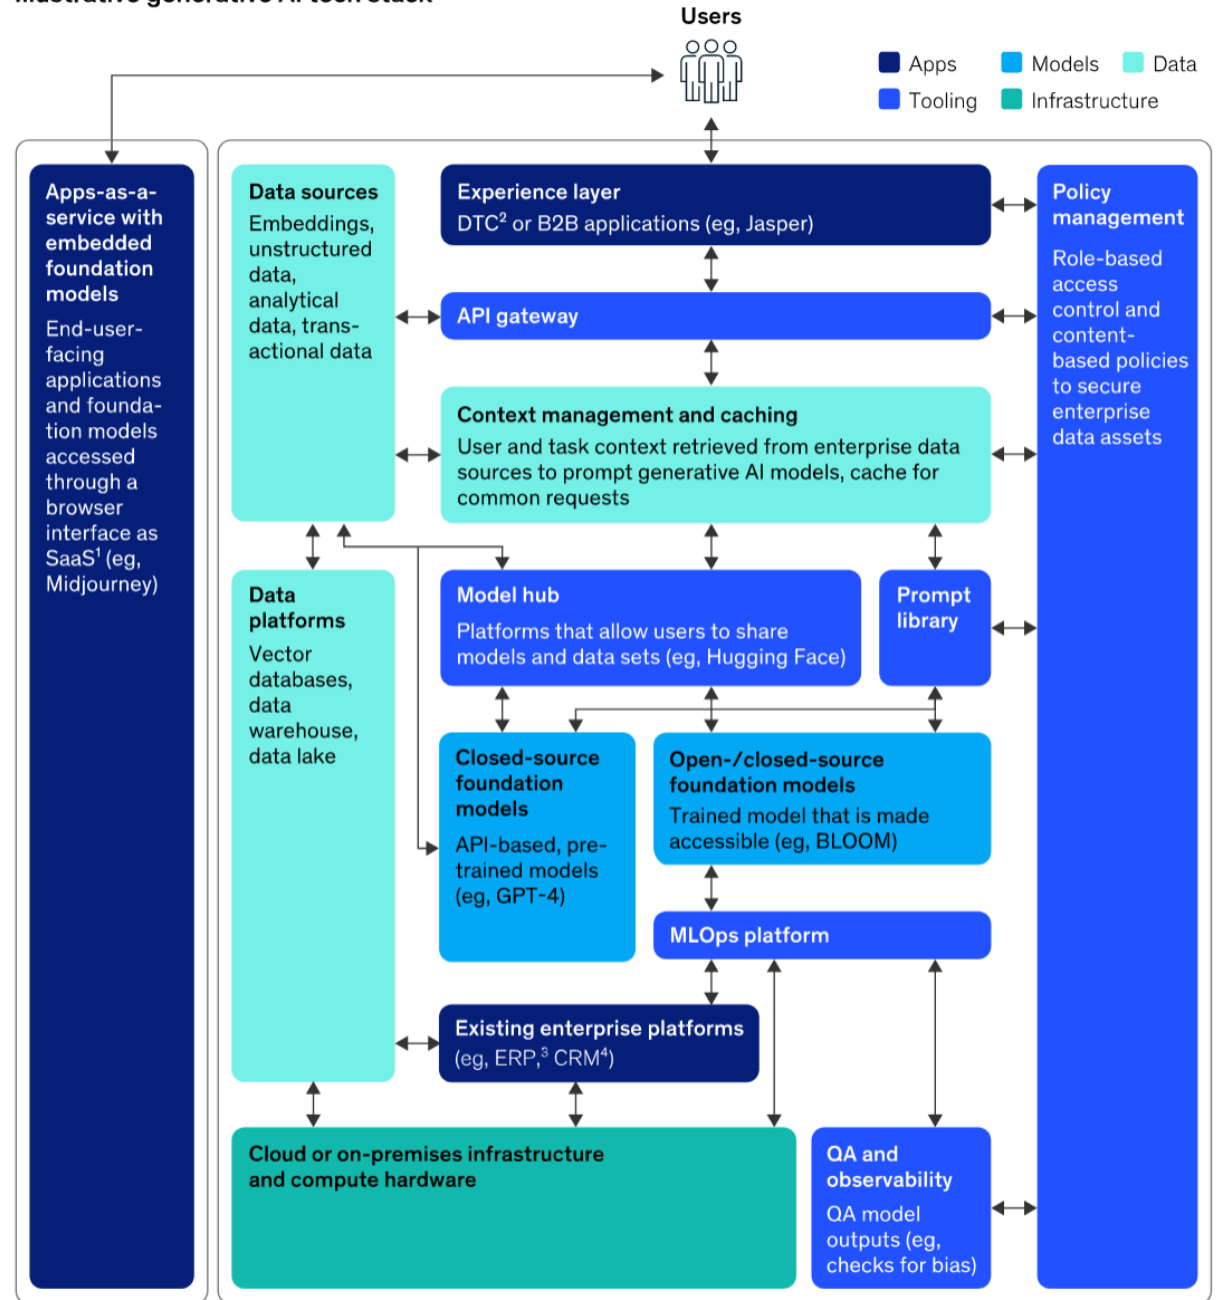 Illustrative generative AI tech stack
Users
Apps
Models
Data
Tooling
Infrastructure
Apps-as-a-
service with
embedded
foundation
models
End-user-
facing
applications
and founda-
tion models
accessed
through a
browser
interface as
SaaS¹ (eg,
Midjourney)
Data sources
Embeddings,
unstructured
data,
analytical
data, trans-
actional data
Experience layer
DTC² or B2B applications (eg, Jasper)
API gateway
Context management and caching
User and task context retrieved from enterprise data
sources to prompt generative AI models, cache for
common requests
Policy
management
Role-based
access
control and
content-
based policies
to secure
enterprise
data assets
Data
platforms
Vector
databases,
data
warehouse,
data lake
Model hub
Platforms that allow users to share
models and data sets (eg, Hugging Face)
Prompt
library
Closed-source
foundation
models
API-based, pre-
trained models
(eg, GPT-4)
Open-/closed-source
foundation models
Trained model that is made
accessible (eg, BLOOM)
MLOps platform
Existing enterprise platforms
(eg, ERP,³ CRM⁴)
Cloud or on-premises infrastructure
and compute hardware
QA and
observability
QA model
outputs (eg,
checks for bias)